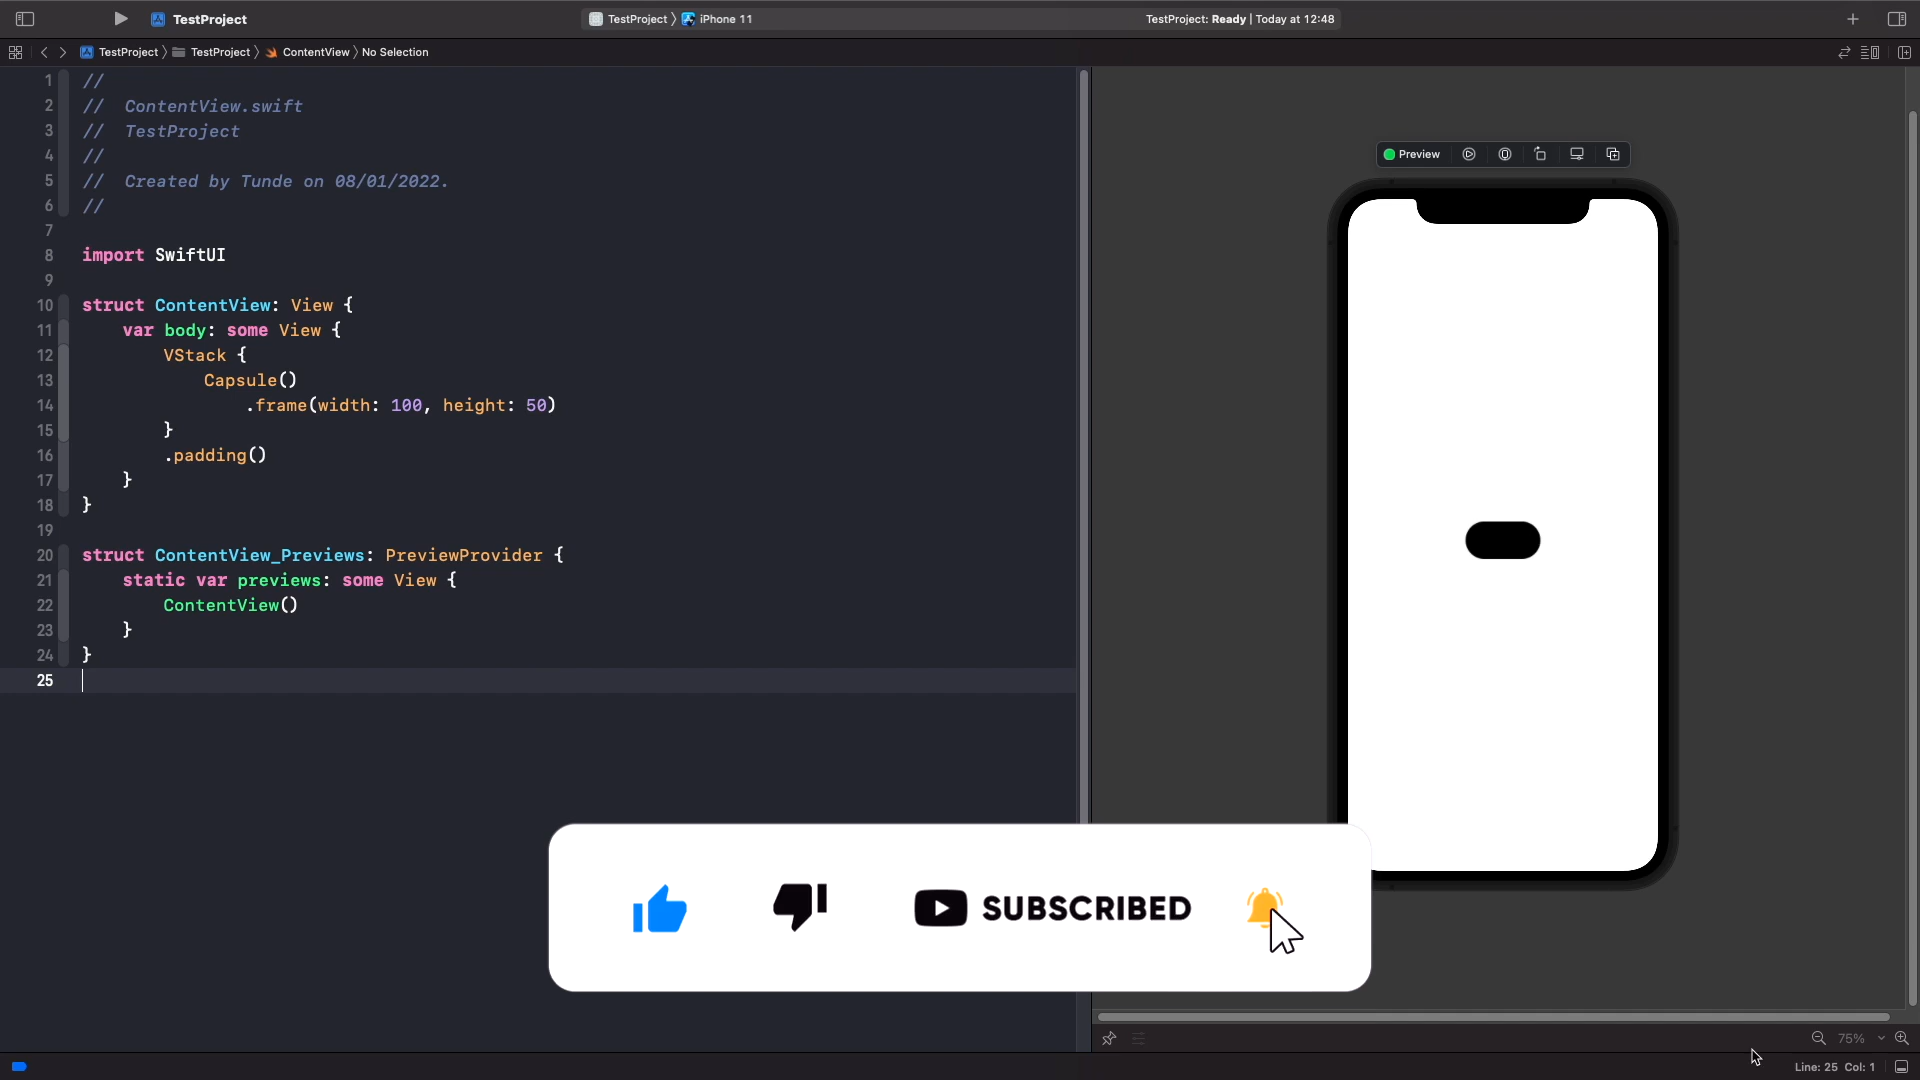 TestProject
TestProject 〉 iPhone 11
TestProject: Ready | Today at 12:48
TestProject 〉 TestProject 〉 ContentView 〉 No Selection
1 //
2 //  ContentView.swift
3 //  TestProject
4 //
5 //  Created by Tunde on 08/01/2022.
6 //
7
8 import SwiftUI
9
10 struct ContentView: View {
11     var body: some View {
12         VStack {
13             Capsule()
14                 .frame(width: 100, height: 50)
15         }
16         .padding()
17     }
18 }
19
20 struct ContentView_Previews: PreviewProvider {
21     static var previews: some View {
22         ContentView()
23     }
24 }
25
Preview
SUBSCRIBED
75%
Line: 25 Col: 1